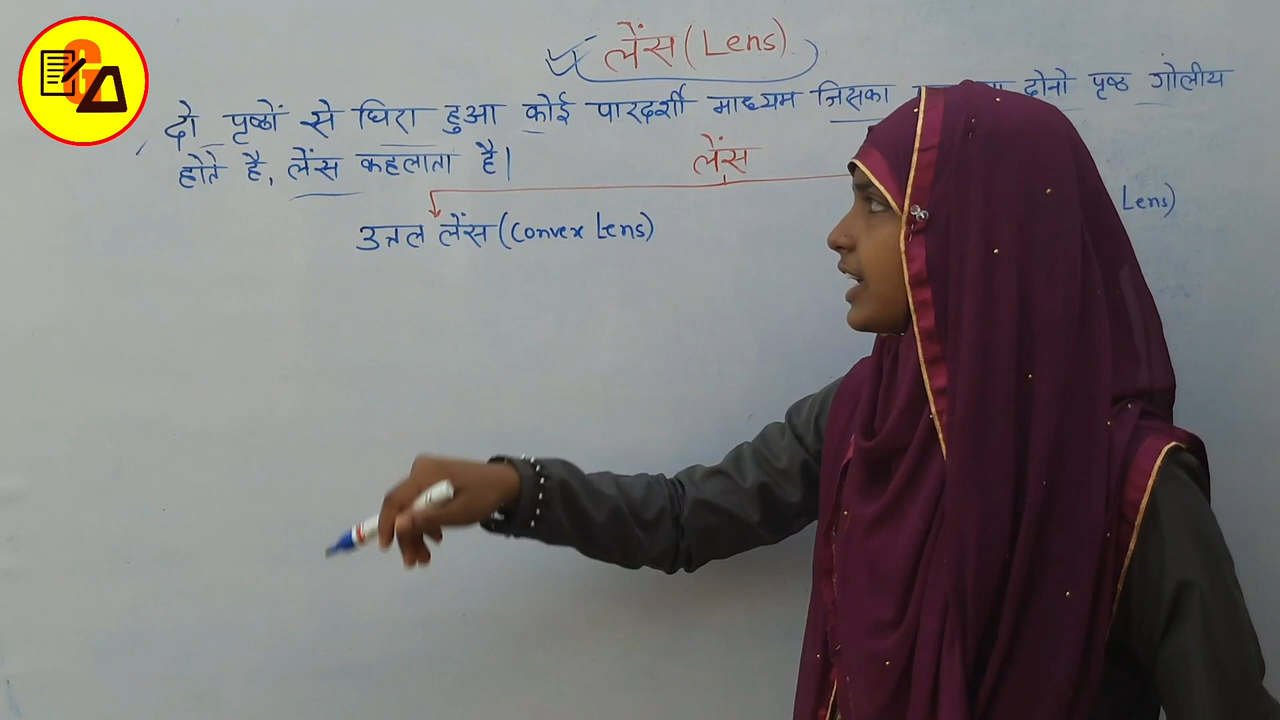 लेंस (Lens)
दो पृष्ठों से घिरा हुआ कोई पारदर्शी माध्यम जिसका दोनो पृष्ठ गोलीय
होते है, लेंस कहलाता है।
लेंस
उत्तल लेंस (Convex Lens) Lens)